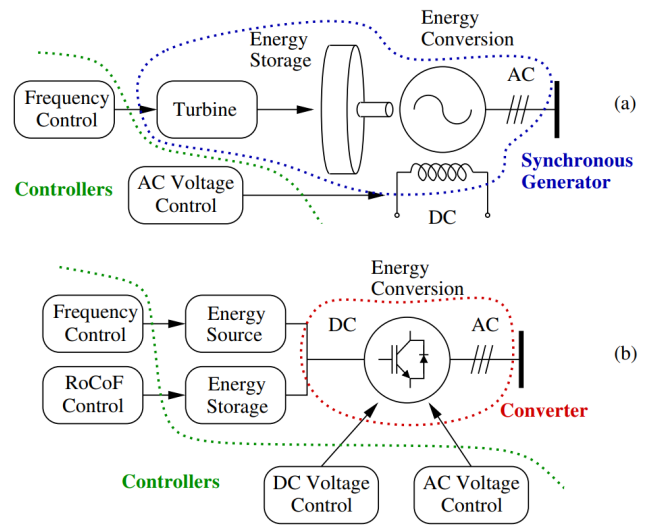 Energy
Storage
Energy
Conversion
Frequency
Control
Turbine
AC
(a)
Controllers
AC Voltage
Control
DC
Synchronous
Generator
Energy
Conversion
Frequency
Control
Energy
Source
DC
AC
(b)
RoCoF
Control
Energy
Storage
Converter
Controllers
DC Voltage
Control
AC Voltage
Control